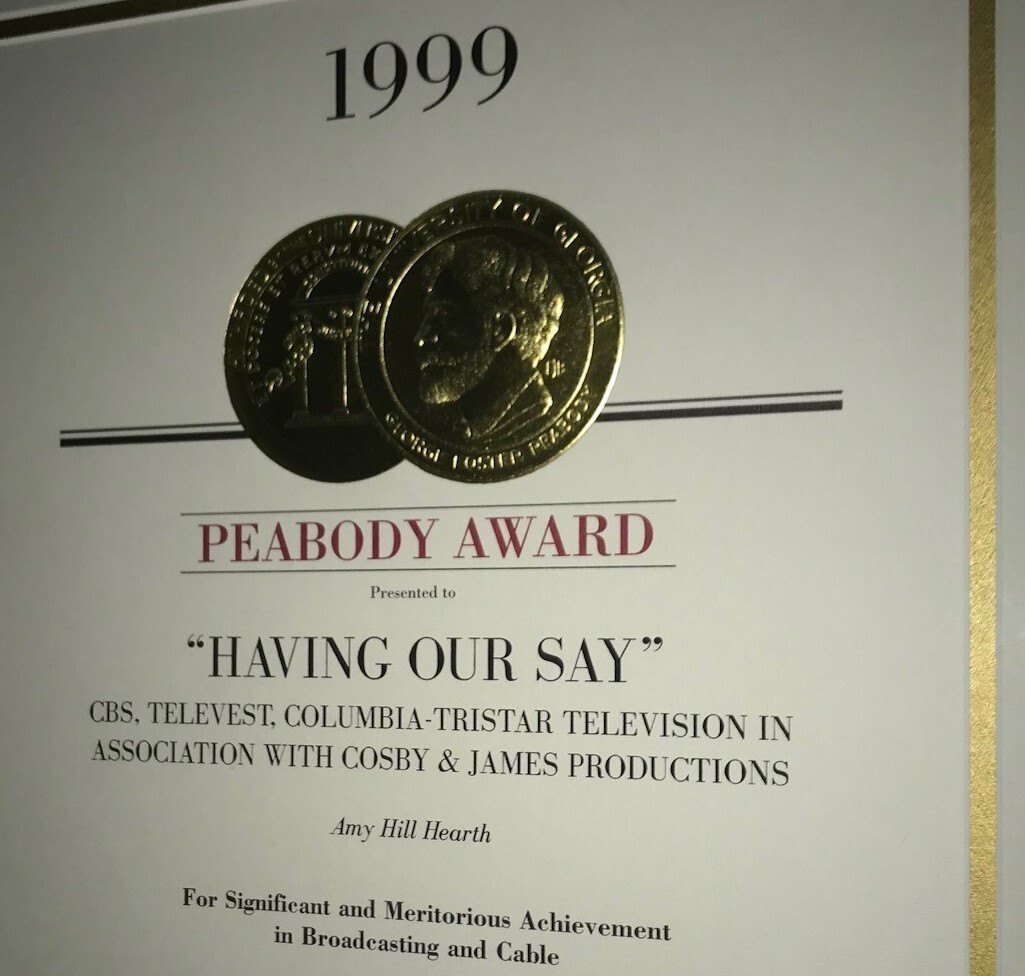 1999
UNIVERSITY OF GEORGIA
GEORGE FOSTER PEABODY
PEABODY AWARD
Presented to
“HAVING OUR SAY”
CBS, TELEVEST, COLUMBIA-TRISTAR TELEVISION IN
ASSOCIATION WITH COSBY & JAMES PRODUCTIONS
Amy Hill Hearth
For Significant and Meritorious Achievement
in Broadcasting and Cable